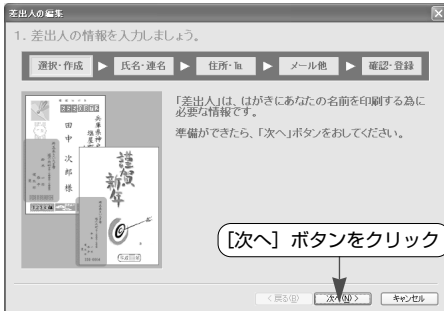 差出人の編集
1. 差出人の情報を入力しましょう。
選択・作成 ▶ 氏名・連名 ▶ 住所・℡ ▶ メール他 ▶ 確認・登録
「差出人」は、はがきにあなたの名前を印刷する為に
必要な情報です。
準備ができたら、「次へ」ボタンをおしてください。
田中 次郎 様
謹賀
新年
[次へ] ボタンをクリック
< 戻る(B) 次へ(N) > キャンセル